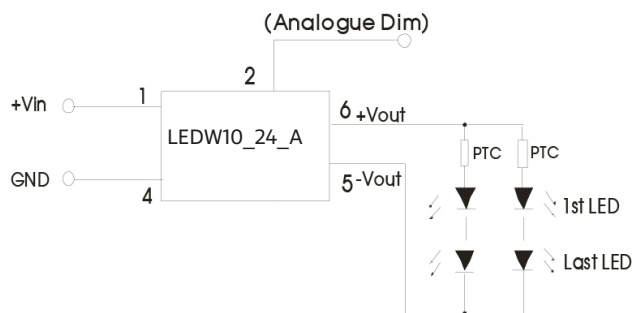 (Analogue Dim)
2
+Vin
1
6 +Vout
LEDW10_24_A
PTC
PTC
GND
4
5 -Vout
1st LED
Last LED